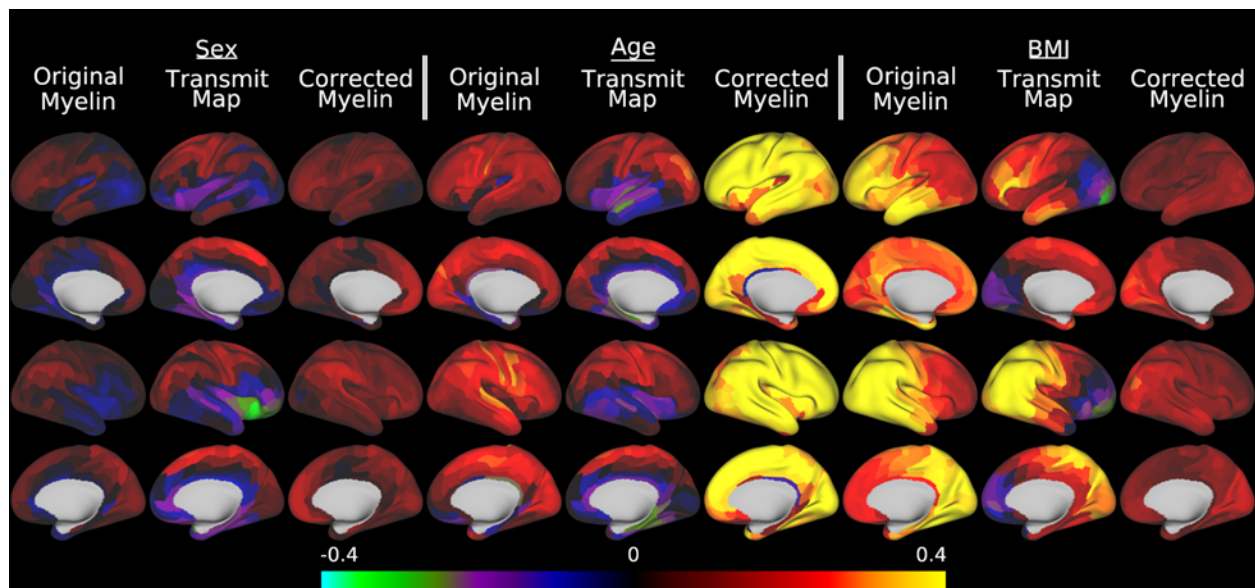 Sex
Age
BMI
Original Myelin
Transmit Map
Corrected Myelin
Original Myelin
Transmit Map
Corrected Myelin
Original Myelin
Transmit Map
Corrected Myelin
-0.4
0
0.4